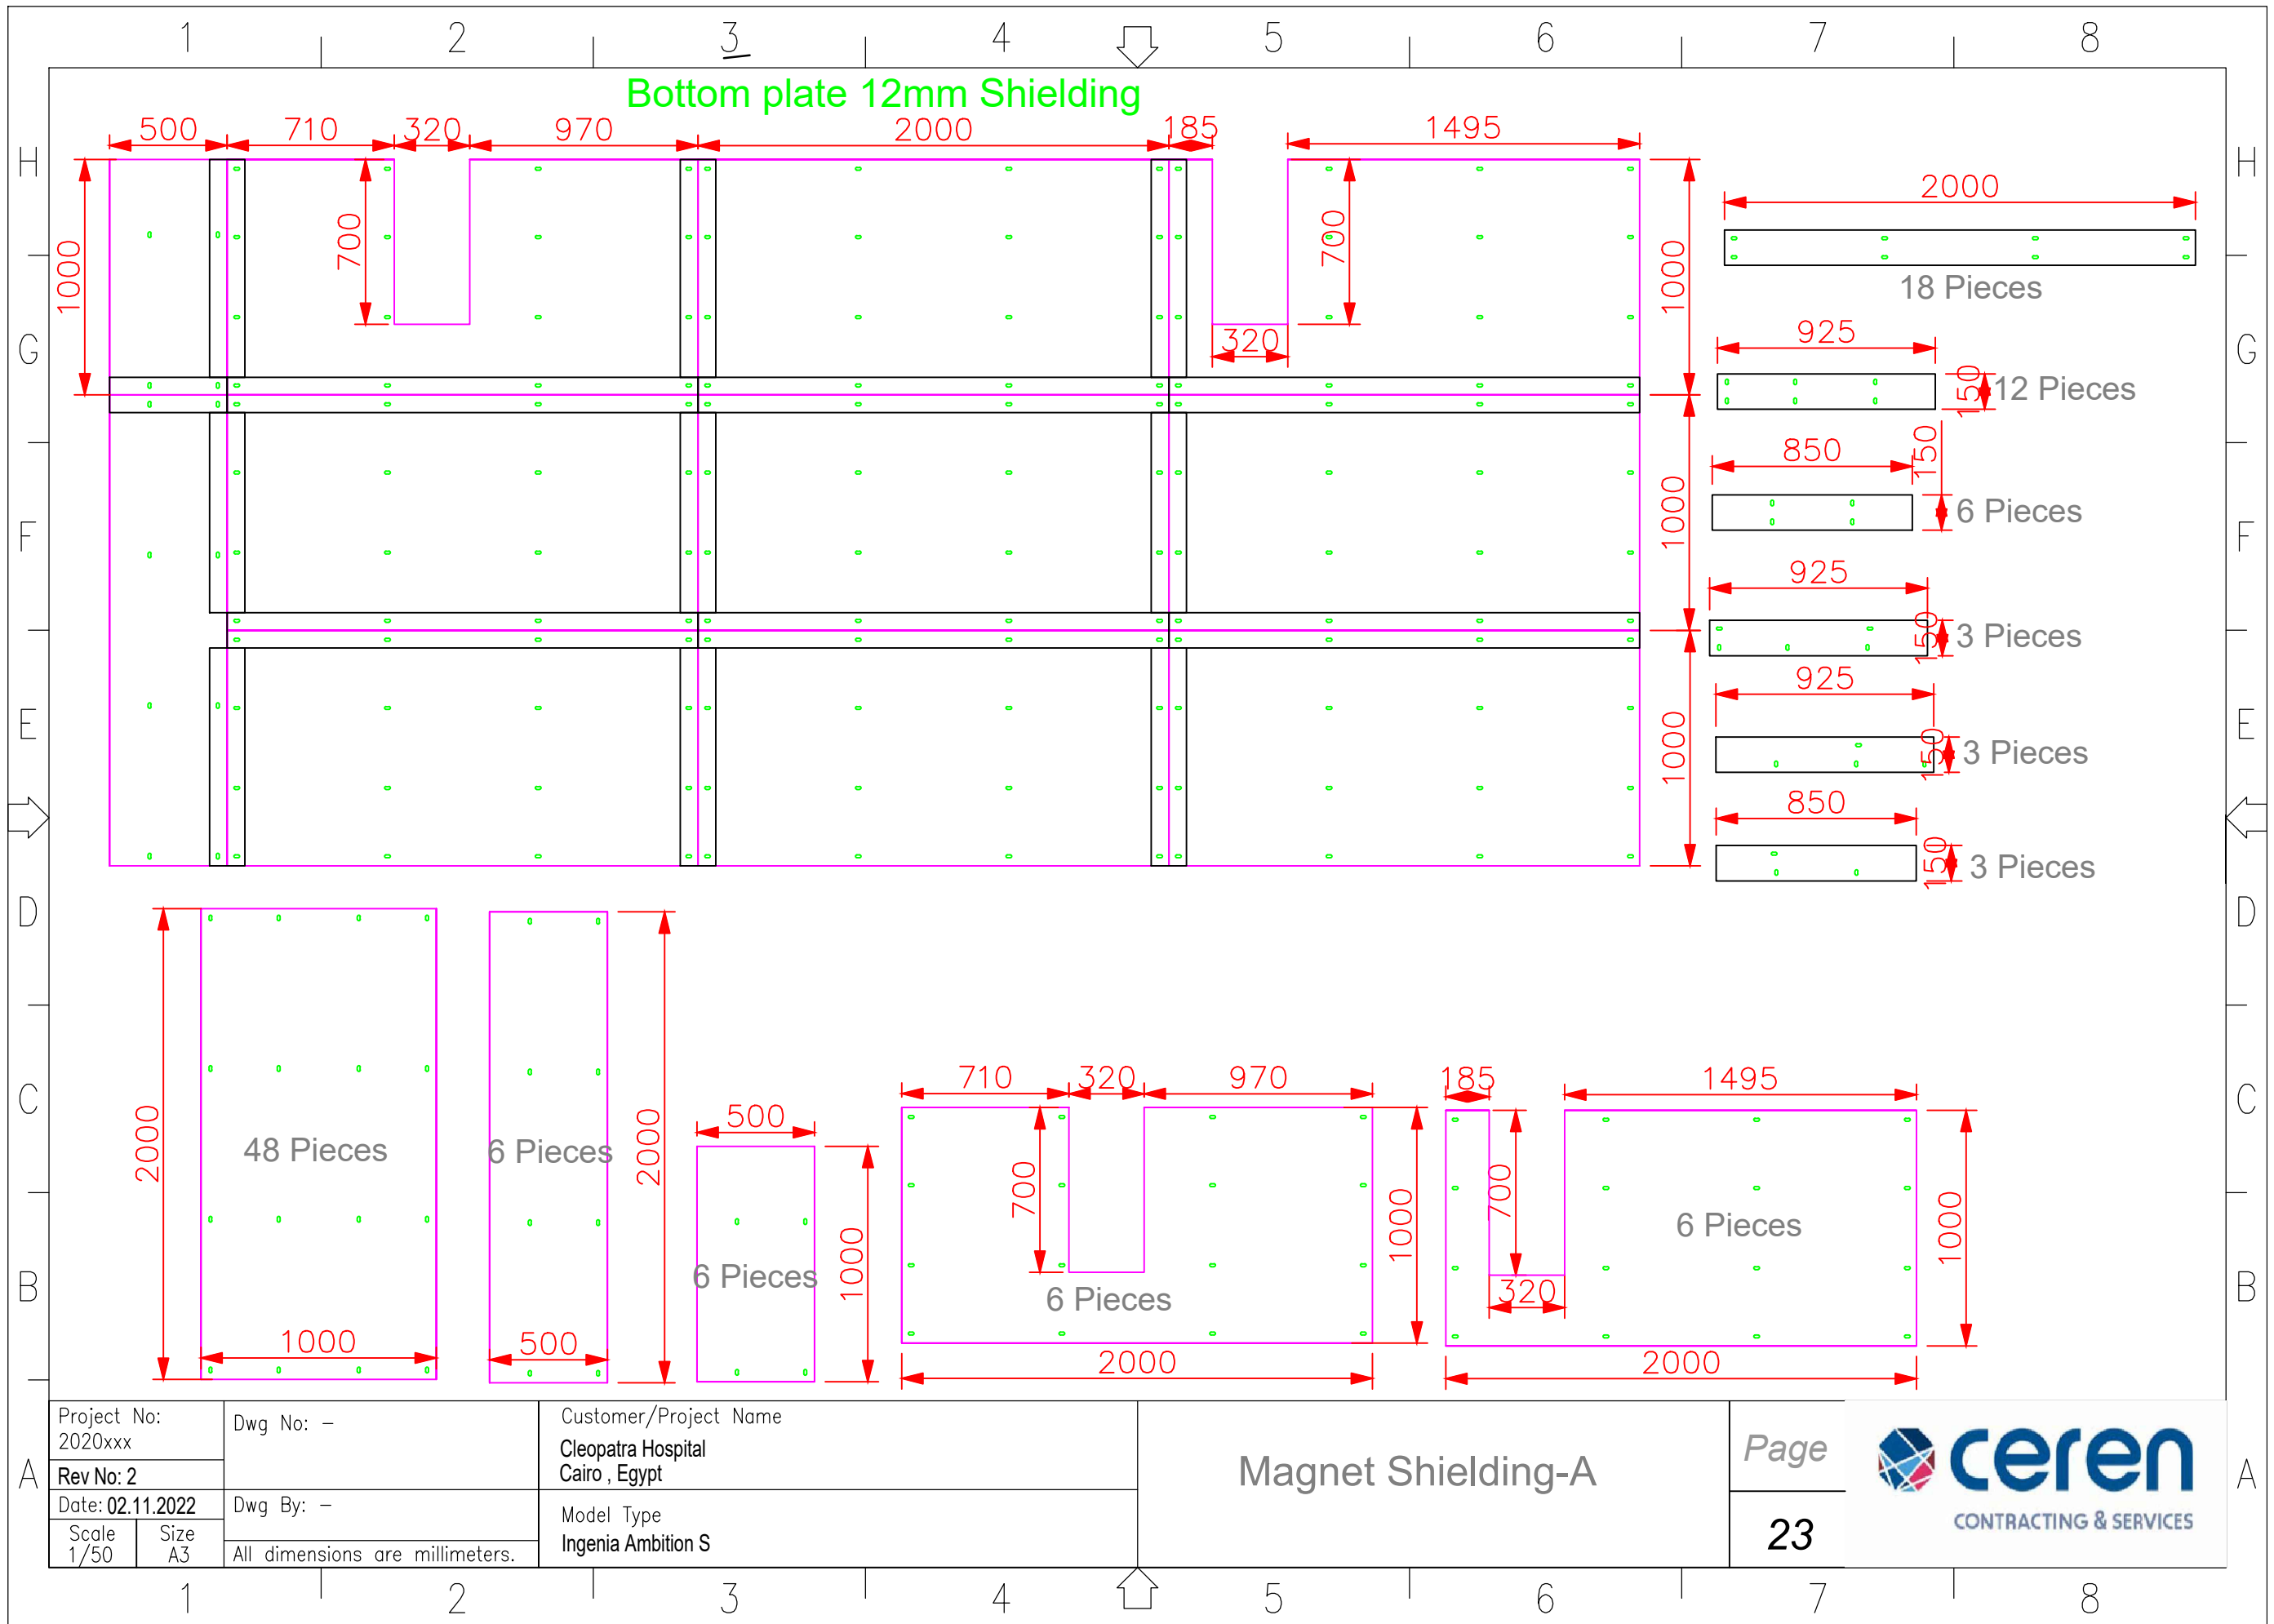 1 2 3 4 5 6 7 8
Bottom plate 12mm Shielding
500 710 320 970 2000 185 1495
H H
2000
1000 700 700 1000
18 Pieces
320
G G
925
150 12 Pieces
850 150
6 Pieces
F F
1000
925
150 3 Pieces
925
E E
1000
150 3 Pieces
850
150 3 Pieces
D D
710 320 970 185 1495
C C
500
2000 48 Pieces 6 Pieces 2000
700 1000 700 1000
6 Pieces
6 Pieces 1000
6 Pieces
320
B B
1000 500
2000 2000
Project No:
2020xxx
Rev No: 2
Date: 02.11.2022
Scale
1/50
Size
A3
Dwg No: -
Dwg By: -
All dimensions are millimeters.
Customer/Project Name
Cleopatra Hospital
Cairo , Egypt
Model Type
Ingenia Ambition S
Magnet Shielding-A
Page
23
ceren
CONTRACTING & SERVICES
A A
1 2 3 4 5 6 7 8